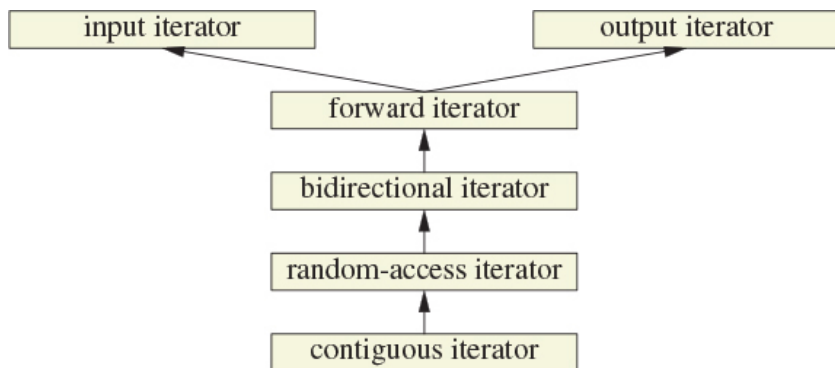 input iterator
output iterator
forward iterator
bidirectional iterator
random-access iterator
contiguous iterator